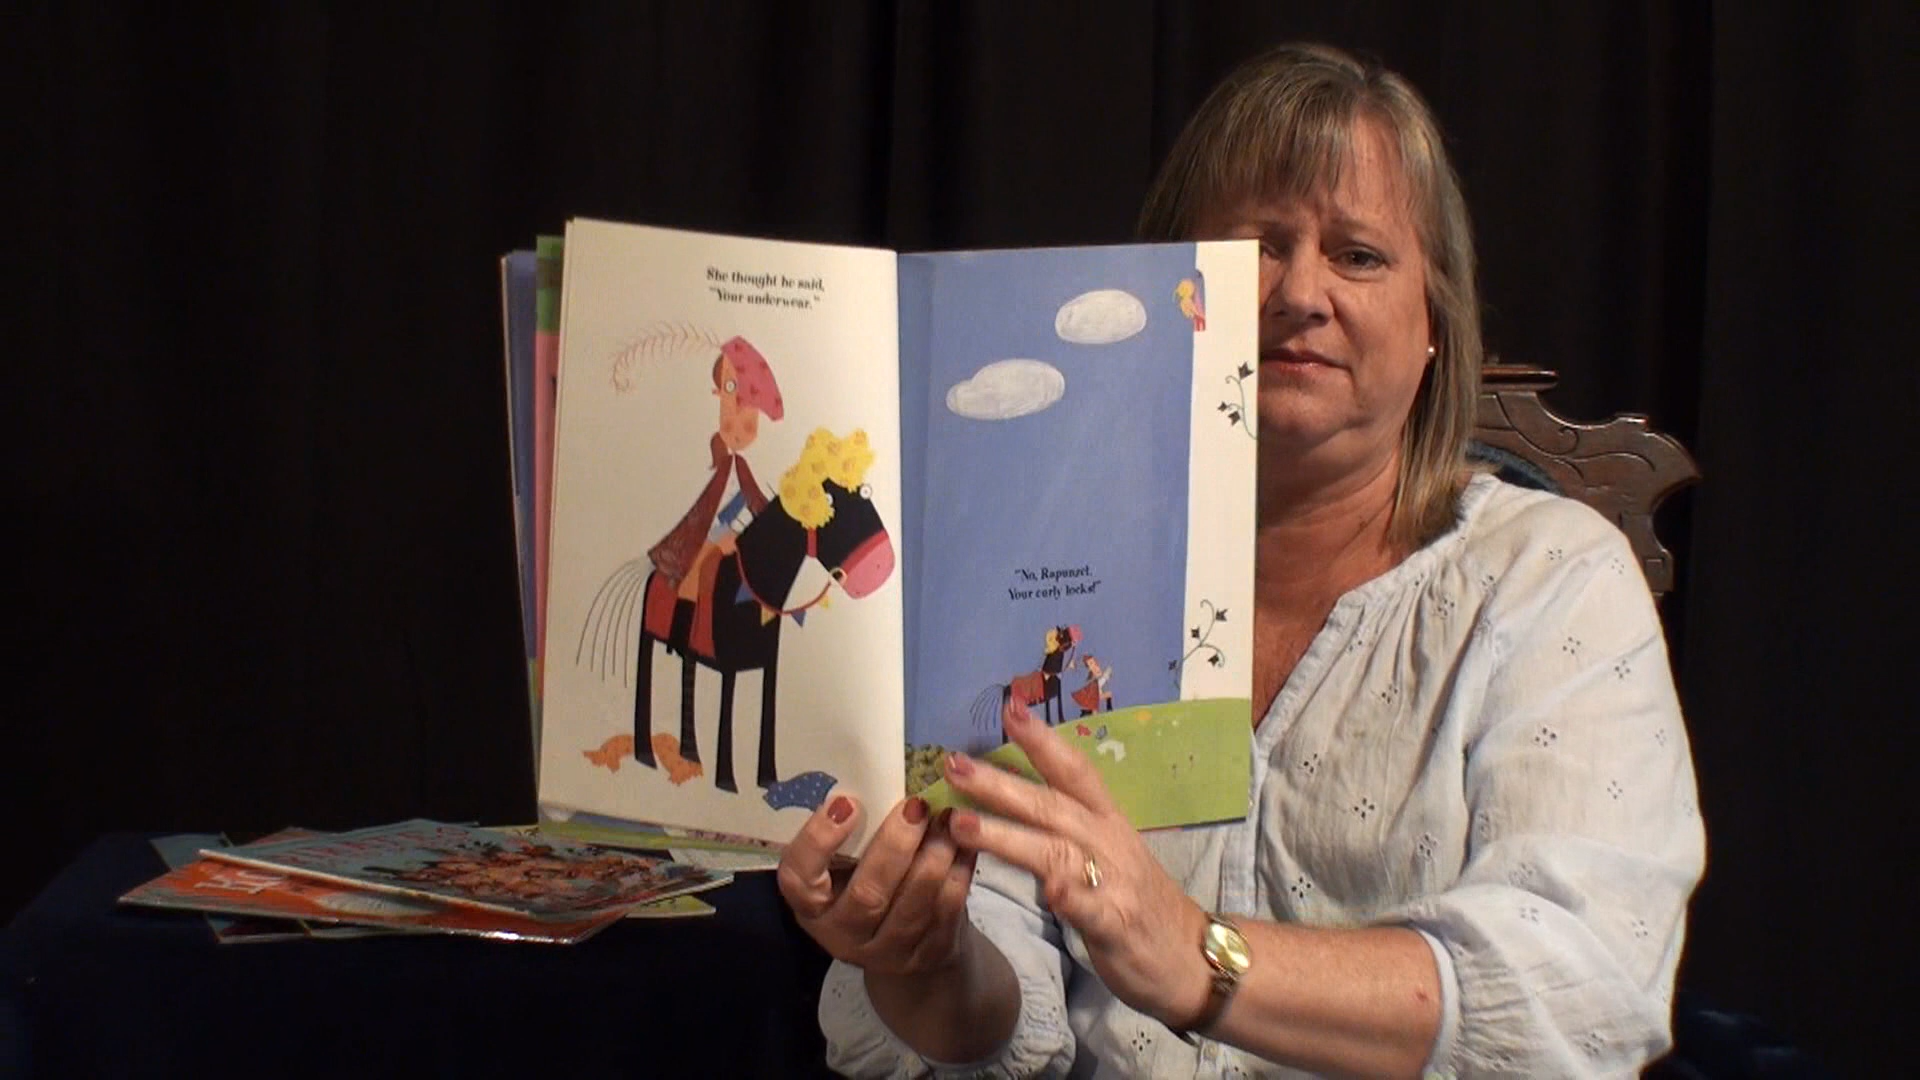 She thought he said,
"Your underwear."
"No, Rapunzel.
Your curly locks!"